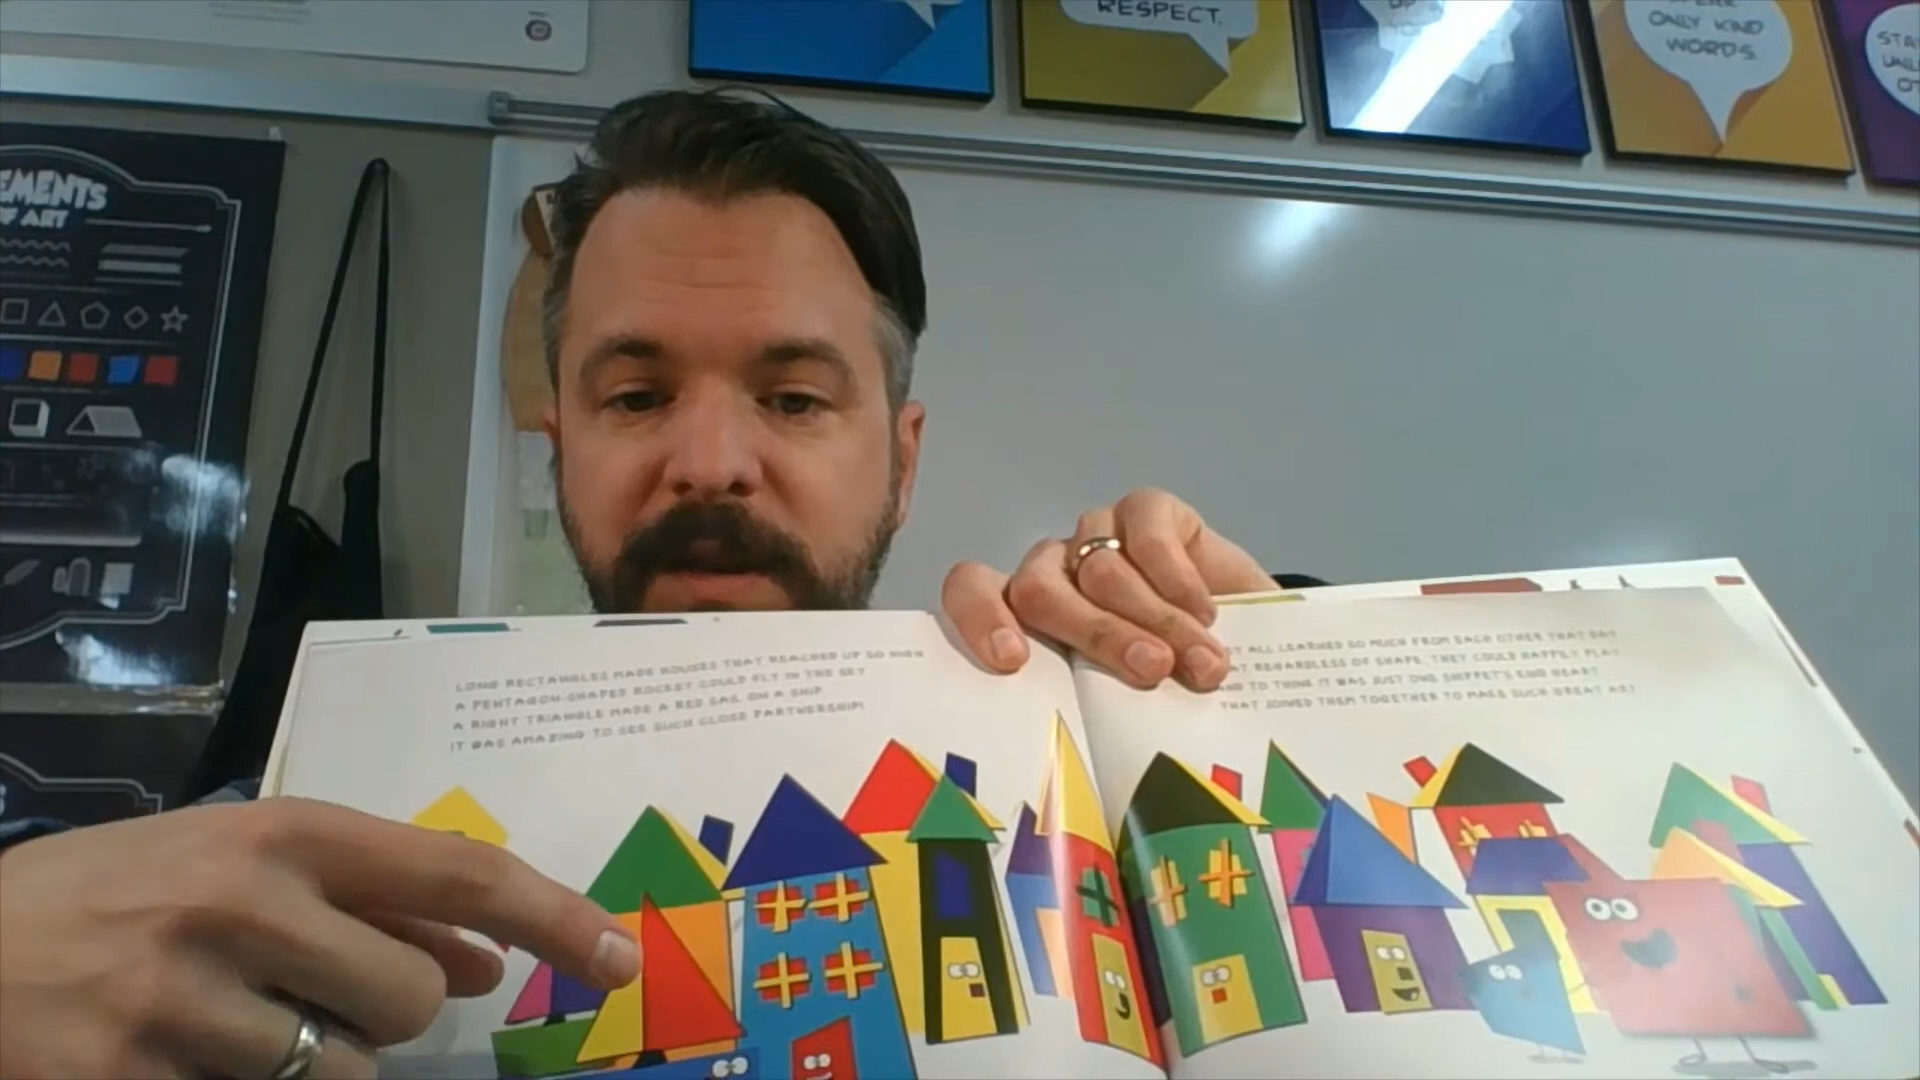 RESPECT.
ONLY KIND
WORDS.
EMENTS
OF ART
LONG RECTANGLES MADE HOUSES THAT REACHED UP SO HIGH
A PENTAGON-SHAPED ROCKET COULD FLY IN THE SKY
A RIGHT TRIANGLE MADE A RED SAIL ON A SHIP
IT WAS AMAZING TO SEE SUCH CLOSE PARTNERSHIP!
ALL LEARNED SO MUCH FROM EACH OTHER THAT DAY
AT REGARDLESS OF SHAPE, THEY COULD HAPPILY PLAY
AND TO THINK IT WAS JUST ONE SNIPPET'S KIND HEART
THAT JOINED THEM TOGETHER TO MAKE SUCH GREAT ART